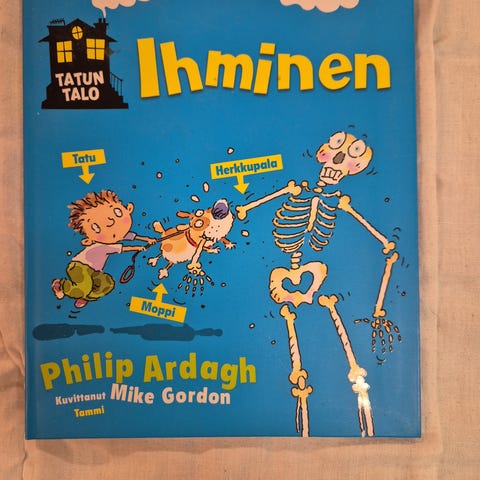 TATUN
TALO
Ihminen
Tatu
Herkkupala
Moppi
Philip Ardagh
Kuvittanut Mike Gordon
Tammi